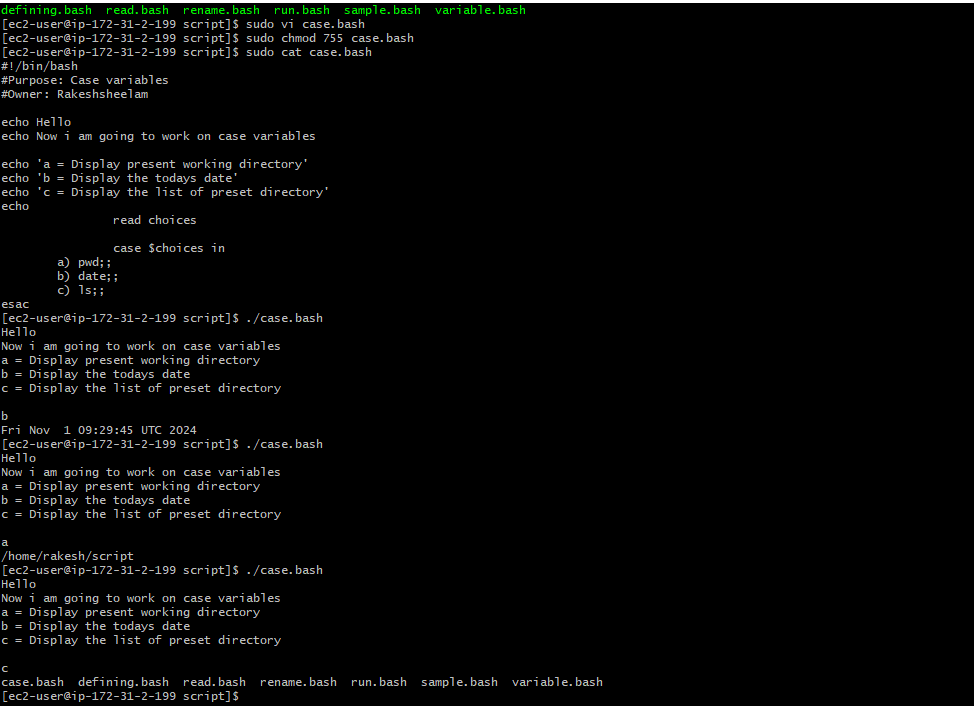 defining.bash  read.bash  rename.bash  run.bash  sample.bash  variable.bash
[ec2-user@ip-172-31-2-199 script]$ sudo vi case.bash
[ec2-user@ip-172-31-2-199 script]$ sudo chmod 755 case.bash
[ec2-user@ip-172-31-2-199 script]$ sudo cat case.bash
#!/bin/bash
#Purpose: Case variables
#Owner: Rakeshsheelam

echo Hello
echo Now i am going to work on case variables

echo 'a = Display present working directory'
echo 'b = Display the todays date'
echo 'c = Display the list of preset directory'
echo
                read choices

                case $choices in
        a) pwd;;
        b) date;;
        c) ls;;
esac
[ec2-user@ip-172-31-2-199 script]$ ./case.bash
Hello
Now i am going to work on case variables
a = Display present working directory
b = Display the todays date
c = Display the list of preset directory

b
Fri Nov  1 09:29:45 UTC 2024
[ec2-user@ip-172-31-2-199 script]$ ./case.bash
Hello
Now i am going to work on case variables
a = Display present working directory
b = Display the todays date
c = Display the list of preset directory

a
/home/rakesh/script
[ec2-user@ip-172-31-2-199 script]$ ./case.bash
Hello
Now i am going to work on case variables
a = Display present working directory
b = Display the todays date
c = Display the list of preset directory

c
case.bash  defining.bash  read.bash  rename.bash  run.bash  sample.bash  variable.bash
[ec2-user@ip-172-31-2-199 script]$